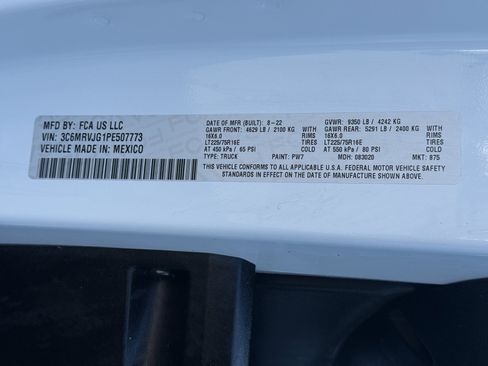 MFD BY: FCA US LLC
VIN: 3C6MRVJG1PE507773
VEHICLE MADE IN: MEXICO
DATE OF MFR (BUILT): 8-22 GVWR: 9350 LB / 4242 KG
GAWR FRONT: 4629 LB / 2100 KG WITH GAWR REAR: 5291 LB / 2400 KG WITH
16X6.0 RIMS 16X6.0 RIMS
LT225/75R16E TIRES LT225/75R16E TIRES
AT 450 kPa / 65 PSI COLD AT 550 kPa / 80 PSI COLD
TYPE: TRUCK PAINT: PW7 MDH: 083020 MKT: 875
THIS VEHICLE CONFORMS TO ALL APPLICABLE U.S.A. FEDERAL MOTOR VEHICLE SAFETY
STANDARDS IN EFFECT ON THE DATE OF MANUFACTURE SHOWN ABOVE.